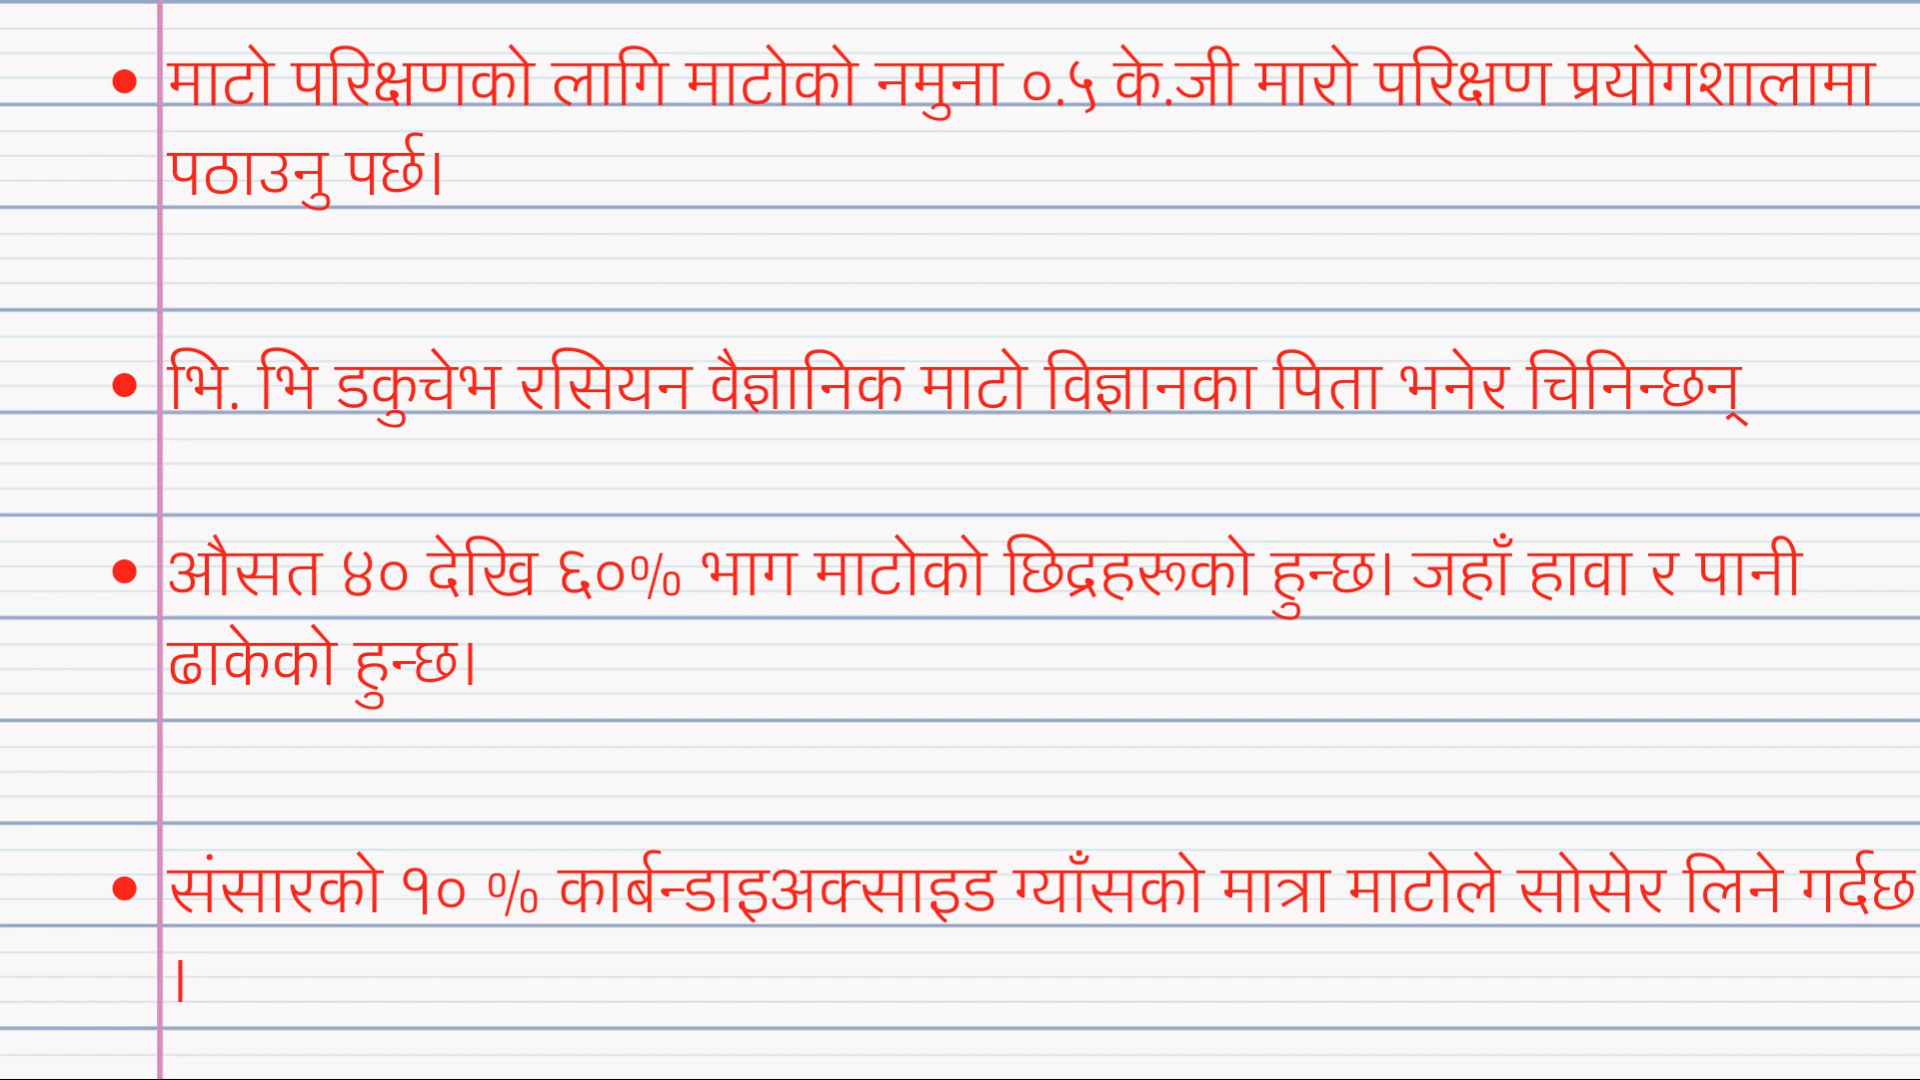 • माटो परिक्षणको लागि माटोको नमुना ०.५ के.जी मारो परिक्षण प्रयोगशालामा
पठाउनु पर्छ।
• भि. भि डकुचेभ रसियन वैज्ञानिक माटो विज्ञानका पिता भनेर चिनिन्छन्
• औसत ४० देखि ६०% भाग माटोको छिद्रहरूको हुन्छ। जहाँ हावा र पानी
ढाकेको हुन्छ।
• संसारको १० % कार्बन्डाइअक्साइड ग्याँसको मात्रा माटोले सोसेर लिने गर्दछ
।